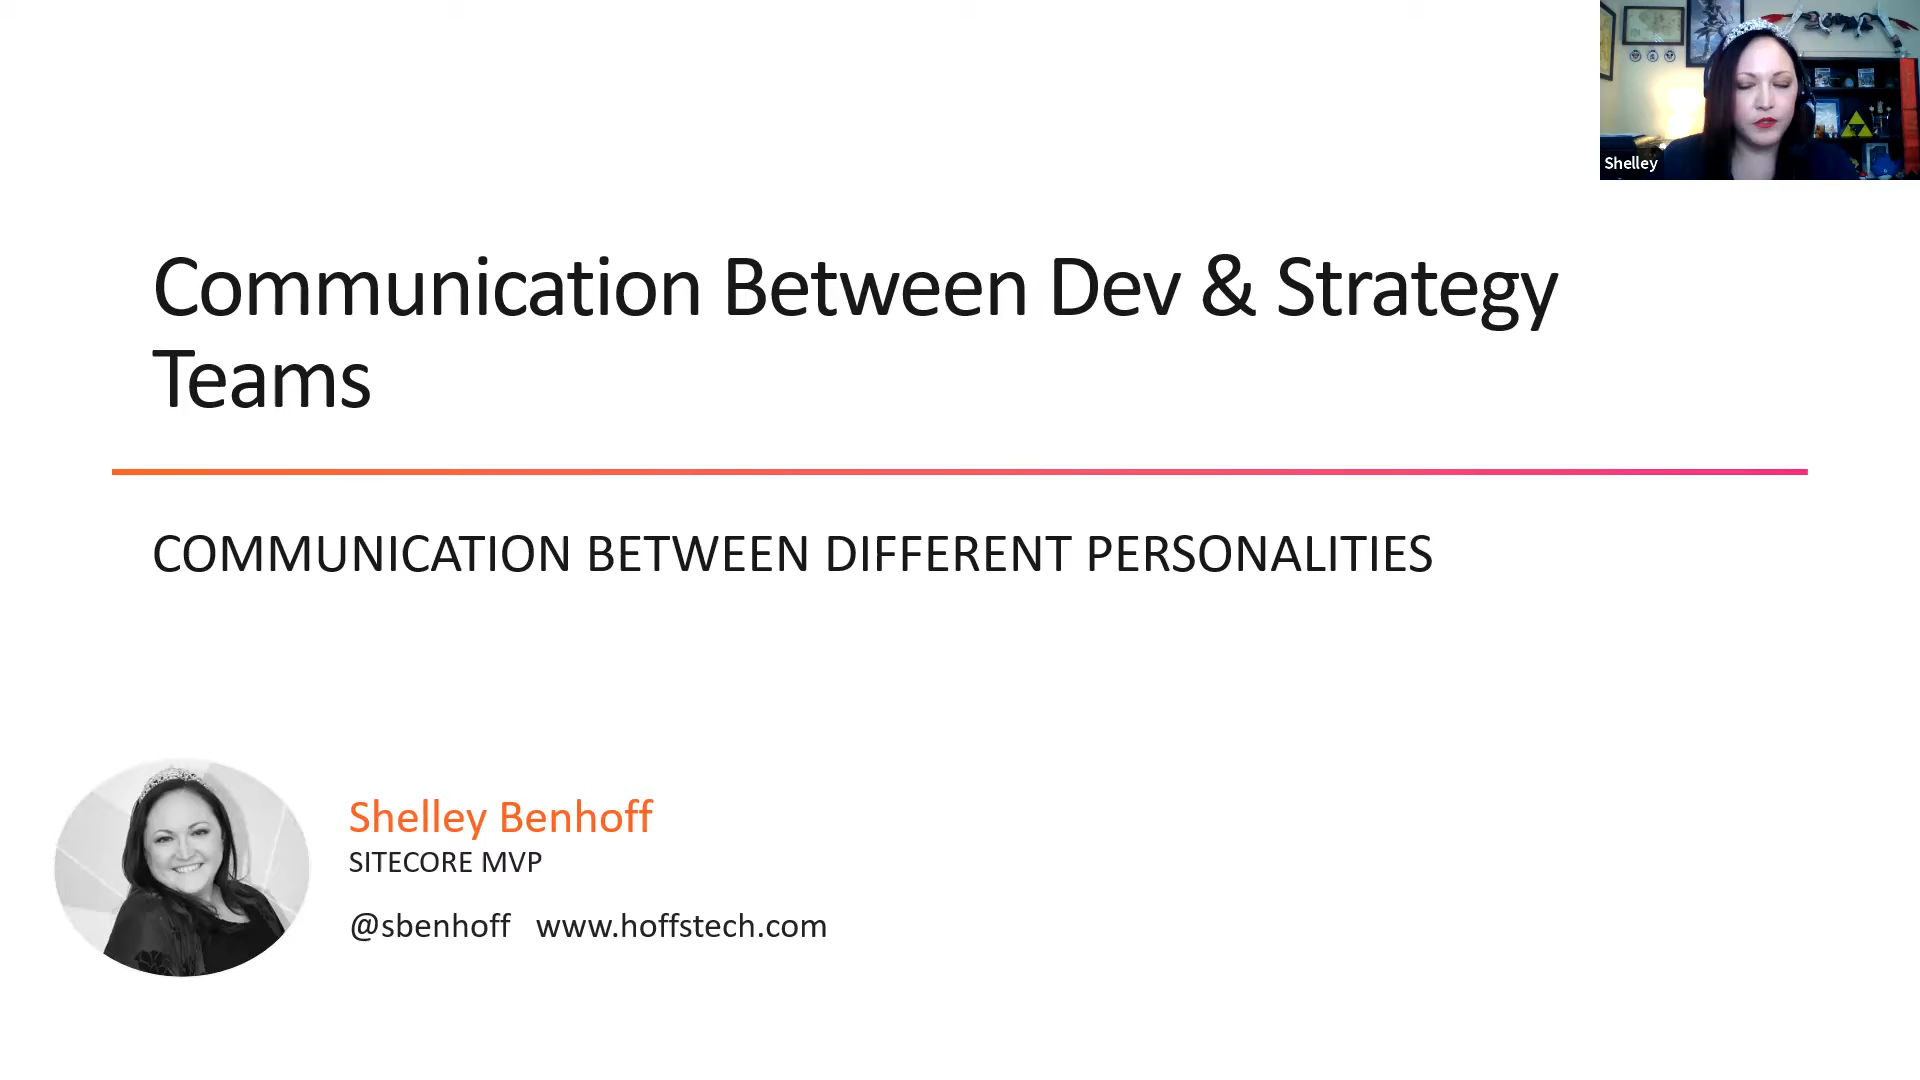 Shelley
Communication Between Dev & Strategy
Teams
COMMUNICATION BETWEEN DIFFERENT PERSONALITIES
Shelley Benhoff
SITECORE MVP
@sbenhoff www.hoffstech.com